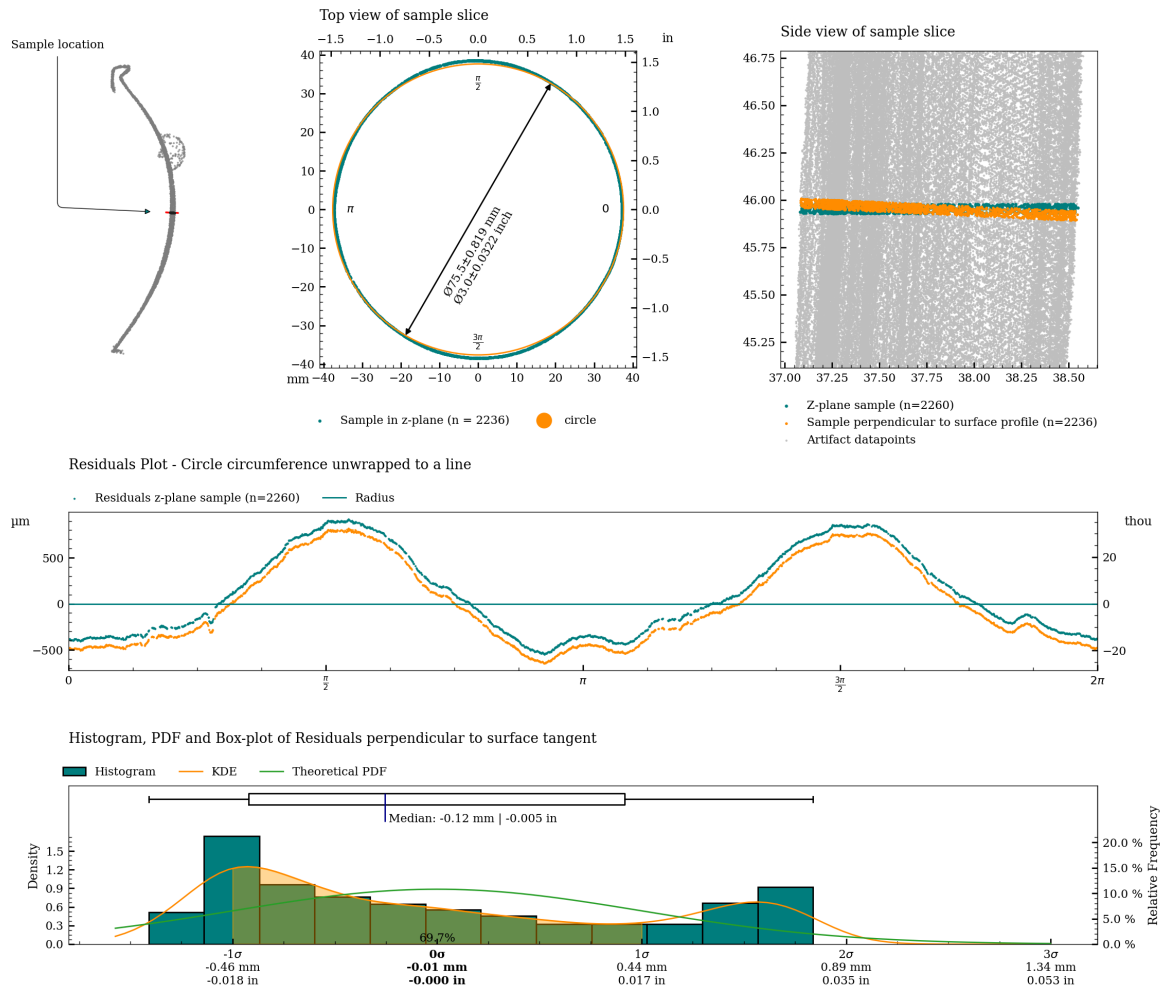 Sample location
Top view of sample slice
−1.5 −1.0 −0.5 0.0 0.5 1.0 1.5 in
40 30 20 10 0 −10 −20 −30 −40
1.5 1.0 0.5 0.0 −0.5 −1.0 −1.5
π/2
π
0
3π/2
Ø75.5±0.819 mm
Ø3.0±0.0322 inch
mm −40 −30 −20 −10 0 10 20 30 40
Sample in z-plane (n = 2236) circle
Side view of sample slice
46.75
46.50
46.25
46.00
45.75
45.50
45.25
37.00 37.25 37.50 37.75 38.00 38.25 38.50
Z-plane sample (n=2260)
Sample perpendicular to surface profile (n=2236)
Artifact datapoints
Residuals Plot - Circle circumference unwrapped to a line
Residuals z-plane sample (n=2260) Radius
µm thou
500 20
0 0
−500 −20
0 π/2 π 3π/2 2π
Histogram, PDF and Box-plot of Residuals perpendicular to surface tangent
Histogram KDE Theoretical PDF
Median: -0.12 mm | -0.005 in
Density
1.5
1.2
0.9
0.6
0.3
0.0
Relative Frequency
20.0 %
15.0 %
10.0 %
5.0 %
0.0 %
69.7%
-1σ 0σ 1σ 2σ 3σ
-0.46 mm -0.01 mm 0.44 mm 0.89 mm 1.34 mm
-0.018 in -0.000 in 0.017 in 0.035 in 0.053 in